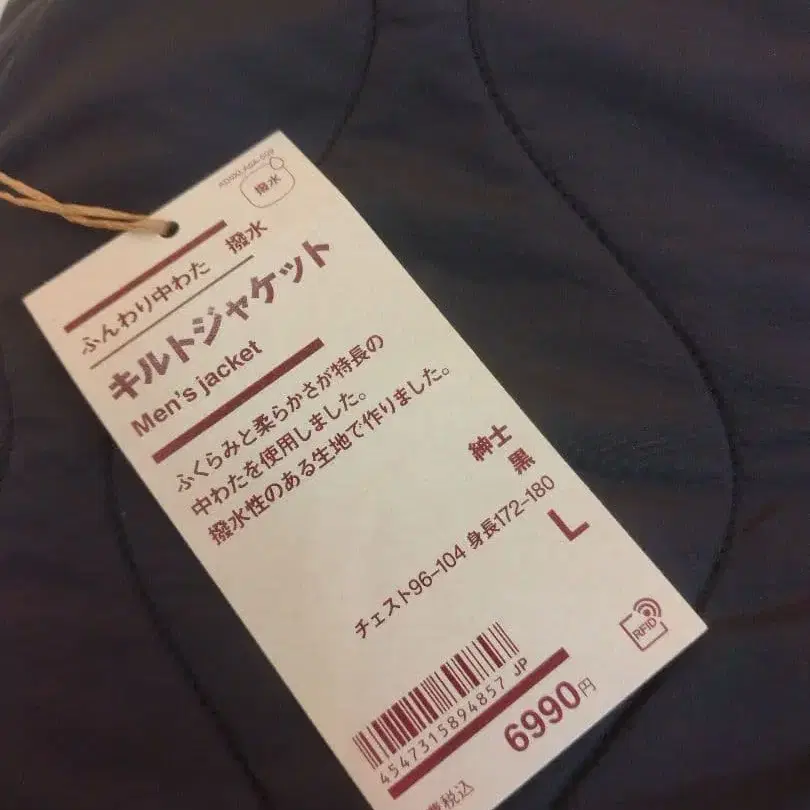 撥水
ふんわり中わた 撥水
キルトジャケット
Men's jacket
ふくらみと柔らかさが特長の
中わたを使用しました。
撥水性のある生地で作りました。
紳士
黒
チェスト96-104 身長172-180
L
RFID
4547315894857 JP
6990円
費税込